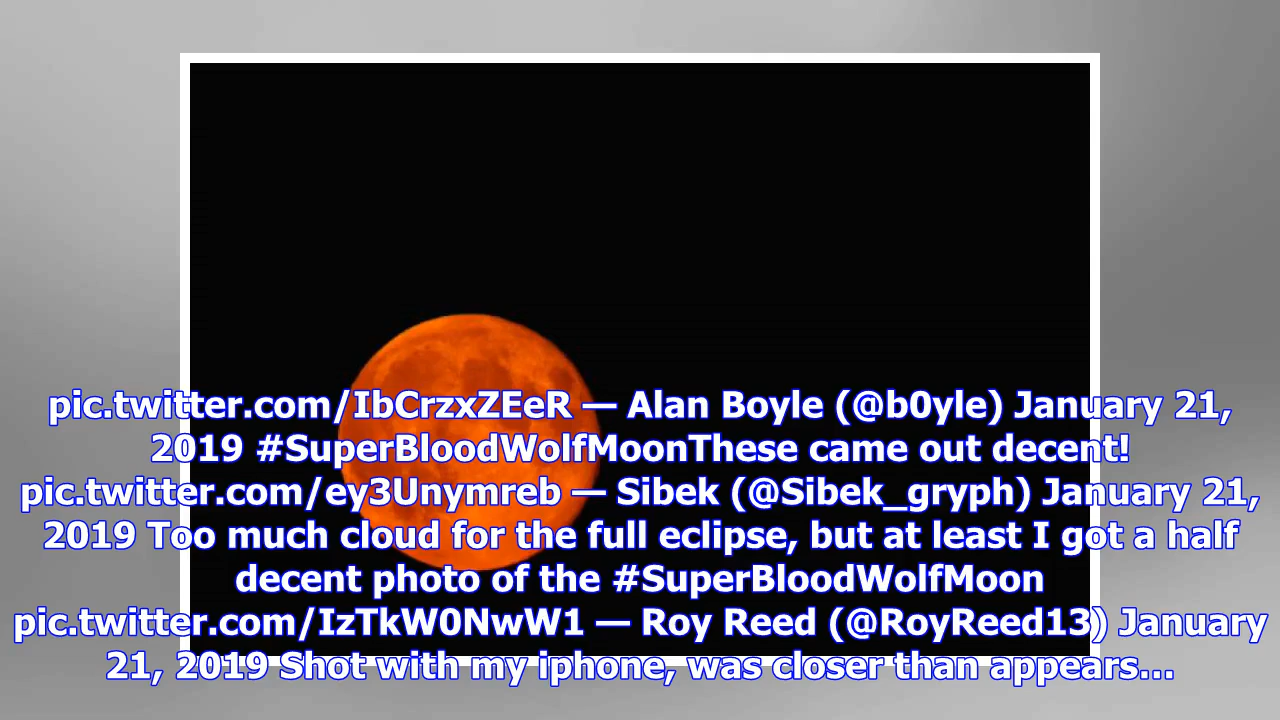 pic.twitter.com/IbCrzxZEeR — Alan Boyle (@b0yle) January 21,
2019 #SuperBloodWolfMoonThese came out decent!
pic.twitter.com/ey3Unymreb — Sibek (@Sibek_gryph) January 21,
2019 Too much cloud for the full eclipse, but at least I got a half
decent photo of the #SuperBloodWolfMoon
pic.twitter.com/IzTkW0NwW1 — Roy Reed (@RoyReed13) January
21, 2019 Shot with my iphone, was closer than appears...